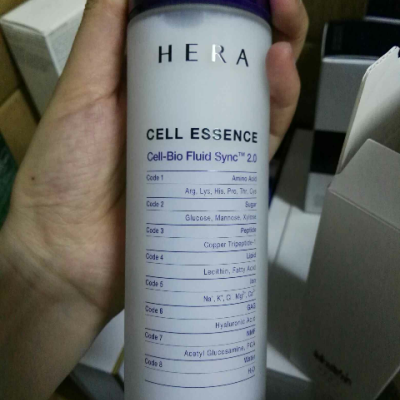 HERA
CELL ESSENCE
Cell-Bio Fluid Sync™ 2.0
Code 1 Amino Acid
Arg, Lys, His, Pro, Thr, Cys
Code 2 Sugar
Glucose, Mannose, Xylose
Code 3 Peptide
Copper Tripeptide-1
Code 4 Lipid
Lecithin, Fatty Acid
Code 5 Ion
Na⁺, K⁺, Cl⁻, Mg²⁺, Ca²⁺
Code 6 GAG
Hyaluronic Acid
Code 7 NMF
Acetyl Glucosamine, PCA
Code 8 Water
H₂O